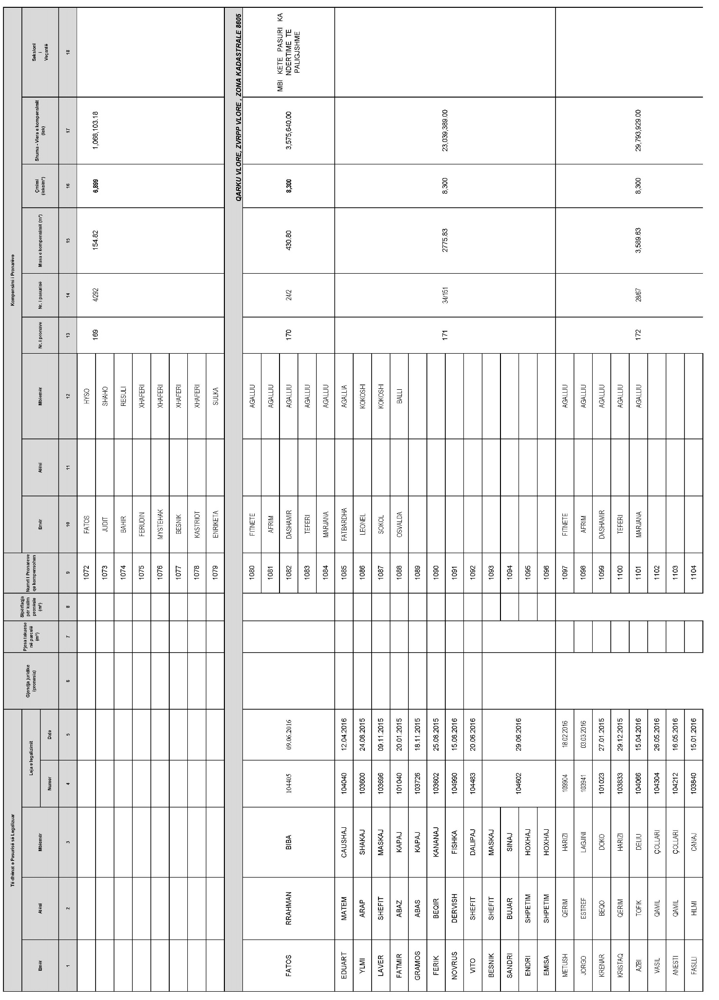 Të dhënat e Pasurisë së Legalizuar
Gjendja juridike (pronësia)
Pjesa takuese në parcelë (m²)
Sipërfaqja për kalim pronësie (m²)
Numri i Pronarëve që kompensohen
Kompensimi i Pronarëve
Emër
Atësi
Mbiemër
Leja e legalizimit
Numer
Date
Emër
Atësi
Mbiemër
Nr. i pronave
Nr. i pasurisë
Masa e kompensimit (m²)
Çmimi (leke/m²)
Shuma - Vlera e kompensimit (lek)
Seksioni i Veçantë
1 2 3 4 5 6 7 8 9 10 11 12 13 14 15 16 17 18
1072 FATOS HYSO
1073 JUDIT SHAHO 169 4/292 154.82 6,899 1,068,103.18
1074 BAHIR RESULI
1075 FERUDIN XHAFERI
1076 MYSTEHAK XHAFERI
1077 BESNIK XHAFERI
1078 KASTRIOT XHAFERI
1079 ENRIKETA SULKA
QARKU VLORE, ZVRPP VLORE , ZONA KADASTRALE 8605
1080 FITNETE AGALLIU
1081 AFRIM AGALLIU
FATOS RRAHMAN BIBA 104405 09.06.2016 1082 DASHAMIR AGALLIU 170 24/2 430.80 8,300 3,575,640.00
MBI KETE PASURI KA
NDERTIME TE
PALIGJSHME
1083 TEFERI AGALLIU
1084 MARJANA AGALLIU
EDUART MATEM CAUSHAJ 104040 12.04.2016 1085 FATBARDHA AGALLIA
YLMI ARAP SHAKAJ 103600 24.08.2015 1086 LEONEL KOKOSHI
LAVER SHEFIT MASKAJ 103696 09.11.2015 1087 SOKOL KOKOSHI
FATMIR ABAZ KAPAJ 101040 20.01.2015 1088 OSVALDA BALLI
GRAMOS ABAS KAPAJ 103726 18.11.2015 1089
FERIK BEQIR KANANAJ 103602 25.08.2015 1090
NOVRUS DERVISH FISHKA 104990 15.08.2016 1091 171 34/151 2775.83 8,300 23,039,389.00
VITO SHEFIT DALIPAJ 104483 20.06.2016 1092
BESNIK SHEFIT MASKAJ 1093
SANDRI BUJAR SINAJ 104602 29.06.2016 1094
ENDRI SHPETIM HOXHAJ 1095
EMISA SHPETIM HOXHAJ 1096
METUSH QERIM HARIZI 109904 18.02.2016 1097 FITNETE AGALLIU
JORGO ESTREF LAGJINI 103941 03.03.2016 1098 AFRIM AGALLIU
KRENAR BEQO DOKO 101023 27.01.2015 1099 DASHAMIR AGALLIU
KRISTAQ QERIM HARIZI 103833 29.12.2015 1100 TEFERI AGALLIU
AZBI TOFIK DELIU 104066 15.04.2016 1101 MARJANA AGALLIU 172 28/67 3,589.63 8,300 29,793,929.00
VASIL QAMIL ÇOLLARI 104304 26.05.2016 1102
ANESTI QAMIL ÇOLLARI 104212 16.05.2016 1103
FASLLI HILMI CANAJ 103840 15.01.2016 1104